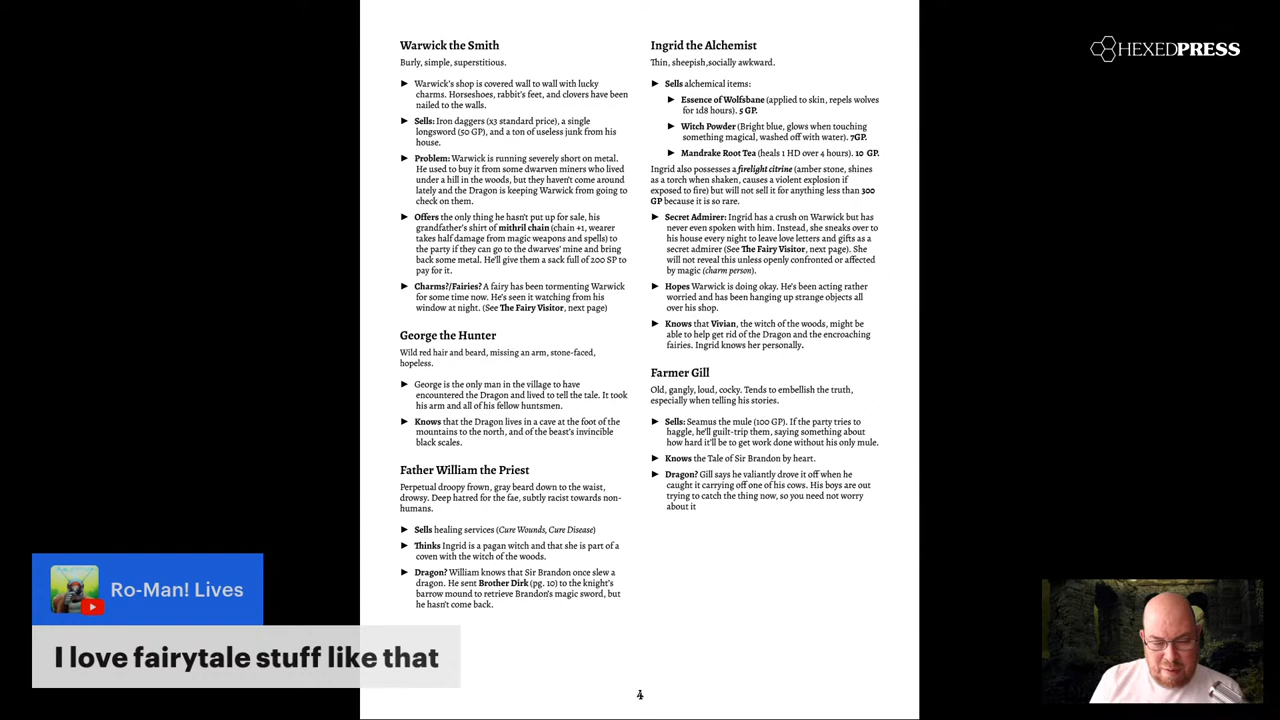 Warwick the Smith
Burly, simple, superstitious.
► Warwick's shop is covered wall to wall with lucky
charms. Horseshoes, rabbit's feet, and clovers have been
nailed to the walls.
► Sells: Iron daggers (x3 standard price), a single
longsword (50 GP), and a ton of useless junk from his
house.
► Problem: Warwick is running severely short on metal.
He used to buy it from some dwarven miners who lived
under a hill in the woods, but they haven't come around
lately and the Dragon is keeping Warwick from going to
check on them.
► Offers the only thing he hasn't put up for sale, his
grandfather's shirt of mithril chain (chain +1, wearer
takes half damage from magic weapons and spells) to
the party if they can go to the dwarves' mine and bring
back some metal. He'll give them a sack full of 200 SP to
pay for it.
► Charms?/Fairies? A fairy has been tormenting Warwick
for some time now. He's seen it watching from his
window at night. (See The Fairy Visitor, next page)
George the Hunter
Wild red hair and beard, missing an arm, stone-faced,
hopeless.
► George is the only man in the village to have
encountered the Dragon and lived to tell the tale. It took
his arm and all of his fellow huntsmen.
► Knows that the Dragon lives in a cave at the foot of the
mountains to the north, and of the beast's invincible
black scales.
Father William the Priest
Perpetual droopy frown, gray beard down to the waist,
drowsy. Deep hatred for the fae, subtly racist towards non-
humans.
► Sells healing services (Cure Wounds, Cure Disease)
► Thinks Ingrid is a pagan witch and that she is part of a
coven with the witch of the woods.
► Dragon? William knows that Sir Brandon once slew a
dragon. He sent Brother Dirk (pg. 10) to the knight's
barrow mound to retrieve Brandon's magic sword, but
he hasn't come back.
Ingrid the Alchemist
Thin, sheepish,socially awkward.
► Sells alchemical items:
► Essence of Wolfsbane (applied to skin, repels wolves
for 1d8 hours). 5 GP.
► Witch Powder (Bright blue, glows when touching
something magical, washed off with water). 7GP.
► Mandrake Root Tea (heals 1 HD over 4 hours). 10 GP.
Ingrid also possesses a firelight citrine (amber stone, shines
as a torch when shaken, causes a violent explosion if
exposed to fire) but will not sell it for anything less than 300
GP because it is so rare.
► Secret Admirer: Ingrid has a crush on Warwick but has
never even spoken with him. Instead, she sneaks over to
his house every night to leave love letters and gifts as a
secret admirer (See The Fairy Visitor, next page). She
will not reveal this unless openly confronted or affected
by magic (charm person).
► Hopes Warwick is doing okay. He's been acting rather
worried and has been hanging up strange objects all
over his shop.
► Knows that Vivian, the witch of the woods, might be
able to help get rid of the Dragon and the encroaching
fairies. Ingrid knows her personally.
Farmer Gill
Old, gangly, loud, cocky. Tends to embellish the truth,
especially when telling his stories.
► Sells: Seamus the mule (100 GP). If the party tries to
haggle, he'll guilt-trip them, saying something about
how hard it'll be to get work done without his only mule.
► Knows the Tale of Sir Brandon by heart.
► Dragon? Gill says he valiantly drove it off when he
caught it carrying off one of his cows. His boys are out
trying to catch the thing now, so you need not worry
about it
4
HEXEDPRESS
Ro-Man! Lives
I love fairytale stuff like that